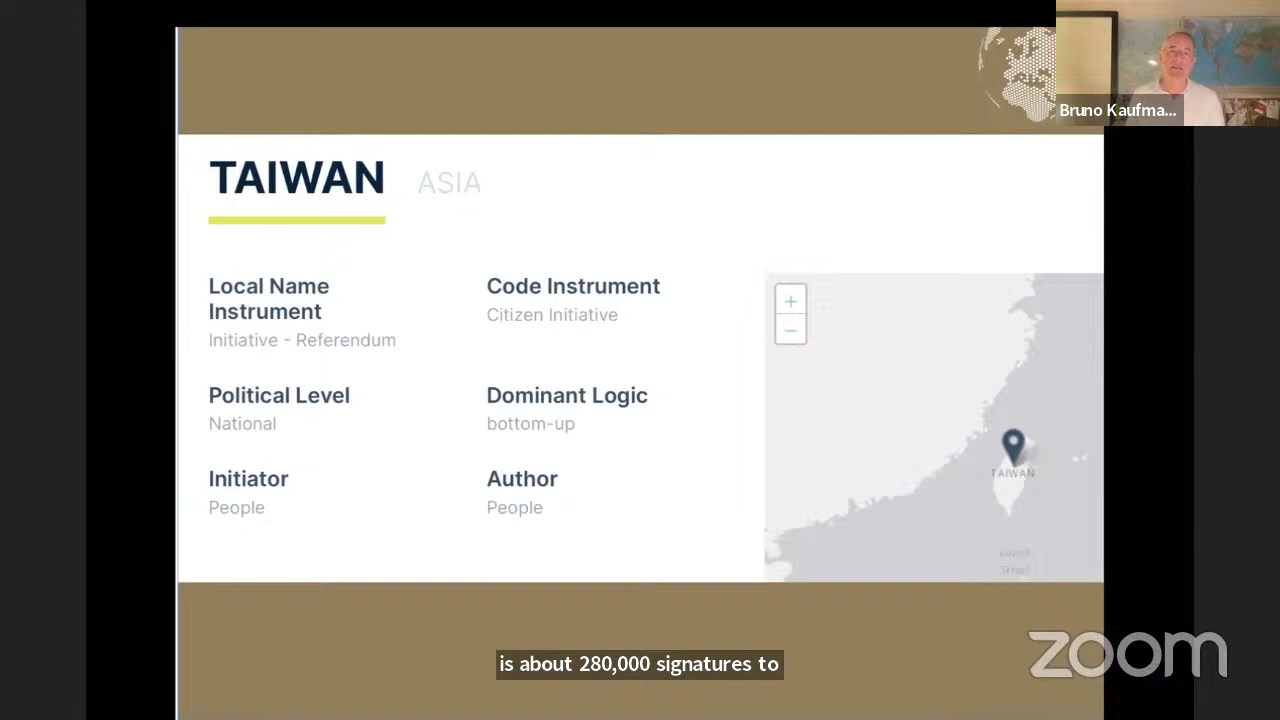 Bruno Kaufma...
TAIWAN ASIA
Local Name
Instrument
Initiative - Referendum
Code Instrument
Citizen Initiative
Political Level
National
Dominant Logic
bottom-up
Initiator
People
Author
People
+
−
TAIWAN
is about 280,000 signatures to
zoom